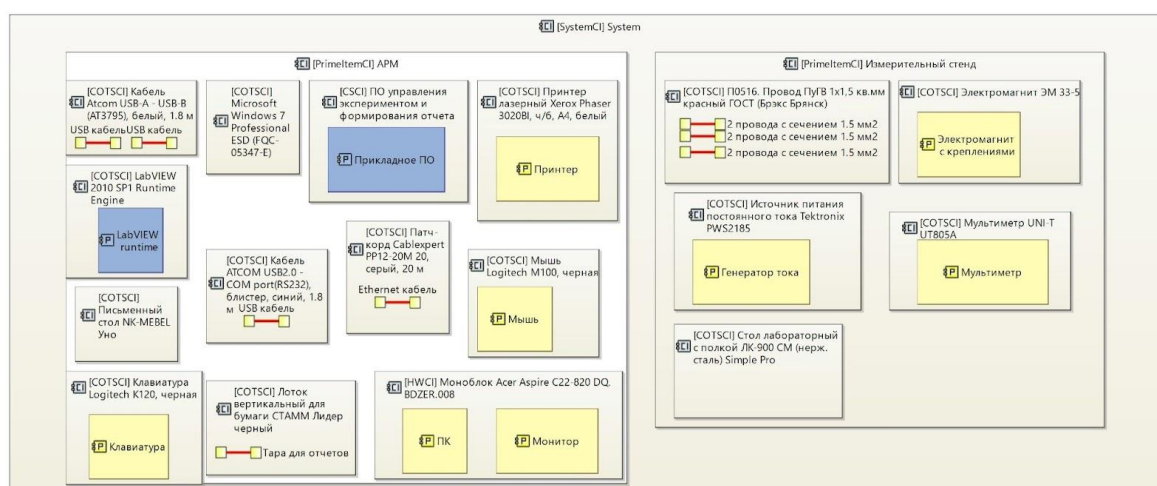 [SystemCI] System
[PrimeItemCI] АРМ
[COTSCI] Кабель
Atcom USB-A - USB-B
(AT3795), белый, 1.8 м
USB кабель USB кабель
[COTSCI]
Microsoft
Windows 7
Professional
ESD (FQC-
05347-E)
[CSCI] ПО управления
экспериментом и
формирования отчета
Прикладное ПО
[COTSCI] Принтер
лазерный Xerox Phaser
3020BI, ч/б, A4, белый
Принтер
[COTSCI] LabVIEW
2010 SP1 Runtime
Engine
LabVIEW
runtime
[COTSCI] Кабель
ATCOM USB2.0 -
COM port(RS232),
блистер, синий, 1.8
м USB кабель
[COTSCI] Патч-
корд Cablexpert
PP12-20M 20,
серый, 20 м
Ethernet кабель
[COTSCI] Мышь
Logitech M100, черная
Мышь
[COTSCI]
Письменный
стол NK-MEBEL
Уно
[COTSCI] Клавиатура
Logitech K120, черная
Клавиатура
[COTSCI] Лоток
вертикальный для
бумаги СТАММ Лидер
черный
Тара для отчетов
[HWCI] Моноблок Acer Aspire C22-820 DQ,
BDZER.008
ПК
Монитор
[PrimeItemCI] Измерительный стенд
[COTSCI] П0516. Провод ПуГВ 1х1,5 кв.мм
красный ГОСТ (Брэкс Брянск)
2 провода с сечением 1.5 мм2
2 провода с сечением 1.5 мм2
2 провода с сечением 1.5 мм2
[COTSCI] Электромагнит ЭМ 33-5
Электромагнит
с креплениями
[COTSCI] Источник питания
постоянного тока Tektronix
PWS2185
Генератор тока
[COTSCI] Мультиметр UNI-T
UT805A
Мультиметр
[COTSCI] Стол лабораторный
с полкой ЛК-900 СМ (нерж.
сталь) Simple Pro